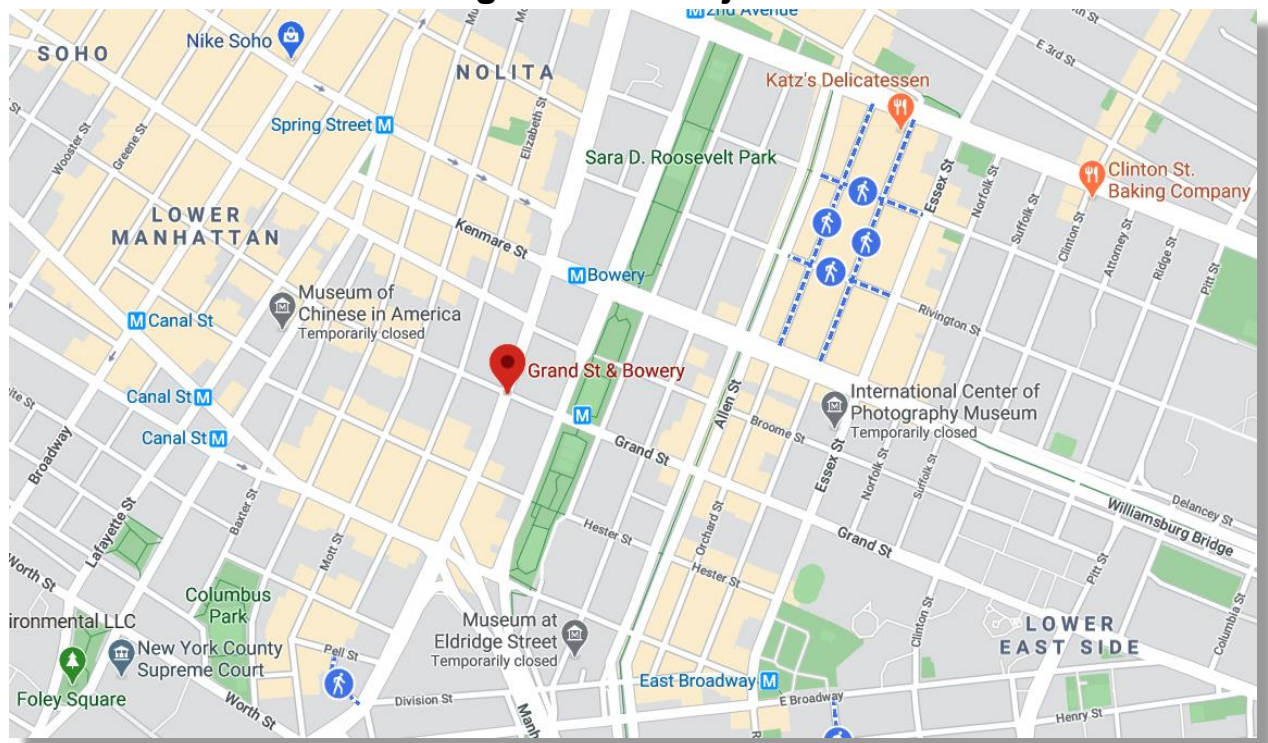 2nd Avenue
SOHO
Nike Soho
NOLITA
E 3rd St
Katz's Delicatessen
Wooster St
Greene St
Spring Street
Elizabeth St
Sara D. Roosevelt Park
Essex St
Norfolk St
Suffolk St
Clinton St
Attorney St
Ridge St
Pitt St
Clinton St.
Baking Company
LOWER
MANHATTAN
Kenmare St
Bowery
Museum of
Chinese in America
Temporarily closed
Canal St
Rivington St
Grand St & Bowery
Allen St
International Center of
Photography Museum
Temporarily closed
Canal St
Canal St
Broadway
Grand St
Broome St
Essex St
Norfolk St
Suffolk St
Delancey St
Williamsburg Bridge
Lafayette St
Baxter St
Mott St
Hester St
Orchard St
Hester St
Grand St
Pitt St
Worth St
Columbus
Park
ironmental LLC
New York County
Supreme Court
Pell St
Museum at
Eldridge Street
Temporarily closed
Clinton St
LOWER
EAST SIDE
Columbia St
Foley Square
Worth St
Division St
Manh
East Broadway
E Broadway
Henry St